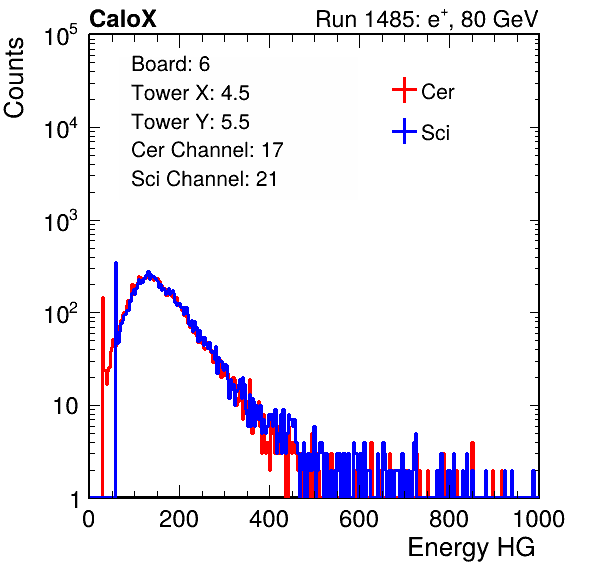 CaloX Run 1485: e⁺, 80 GeV
Counts
Board: 6
Tower X: 4.5
Tower Y: 5.5
Cer Channel: 17
Sci Channel: 21
Cer
Sci
10⁵
10⁴
10³
10²
10
1
0 200 400 600 800 1000
Energy HG